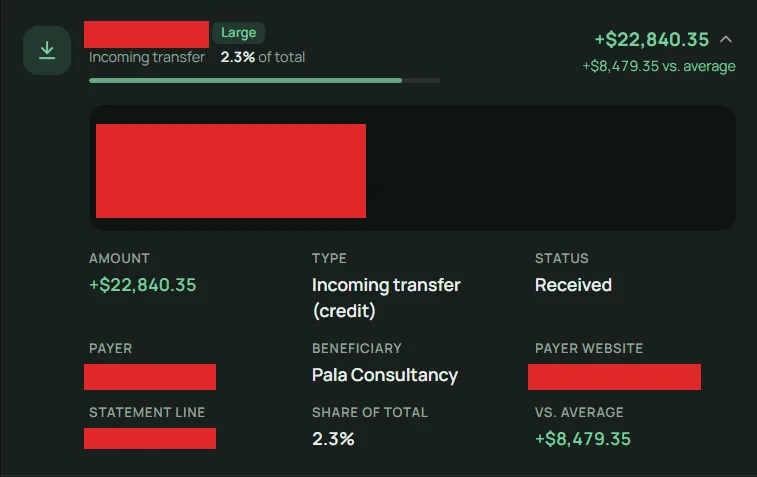 Large
+$22,840.35
Incoming transfer 2.3% of total
+$8,479.35 vs. average
AMOUNT
TYPE
STATUS
+$22,840.35
Incoming transfer
(credit)
Received
PAYER
BENEFICIARY
PAYER WEBSITE
Pala Consultancy
STATEMENT LINE
SHARE OF TOTAL
VS. AVERAGE
2.3%
+$8,479.35